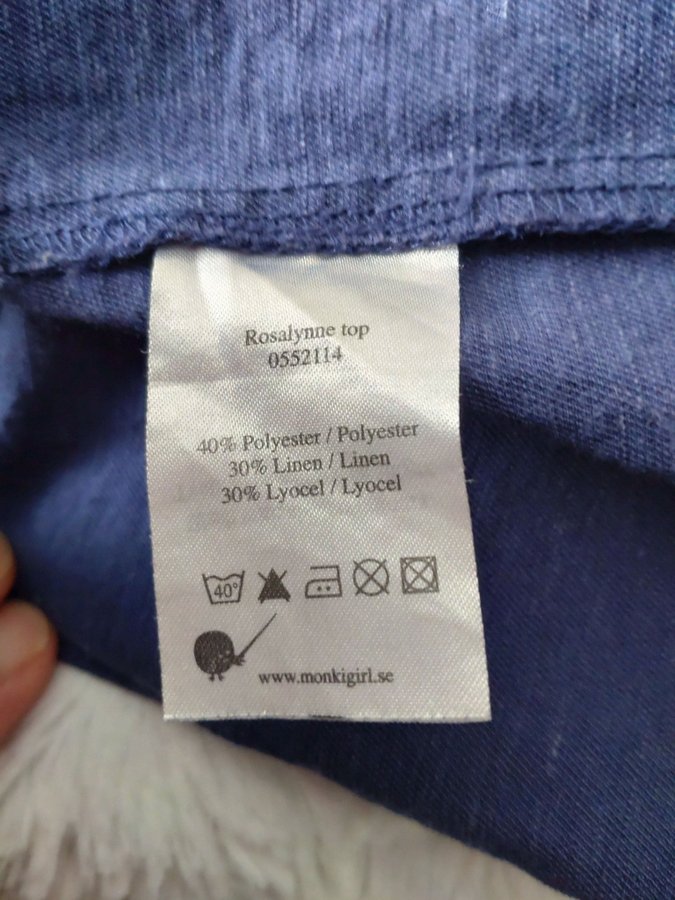 Rosalynne top
0552114
40% Polyester / Polyester
30% Linen / Linen
30% Lyocel / Lyocel
40°
www.monkigirl.se